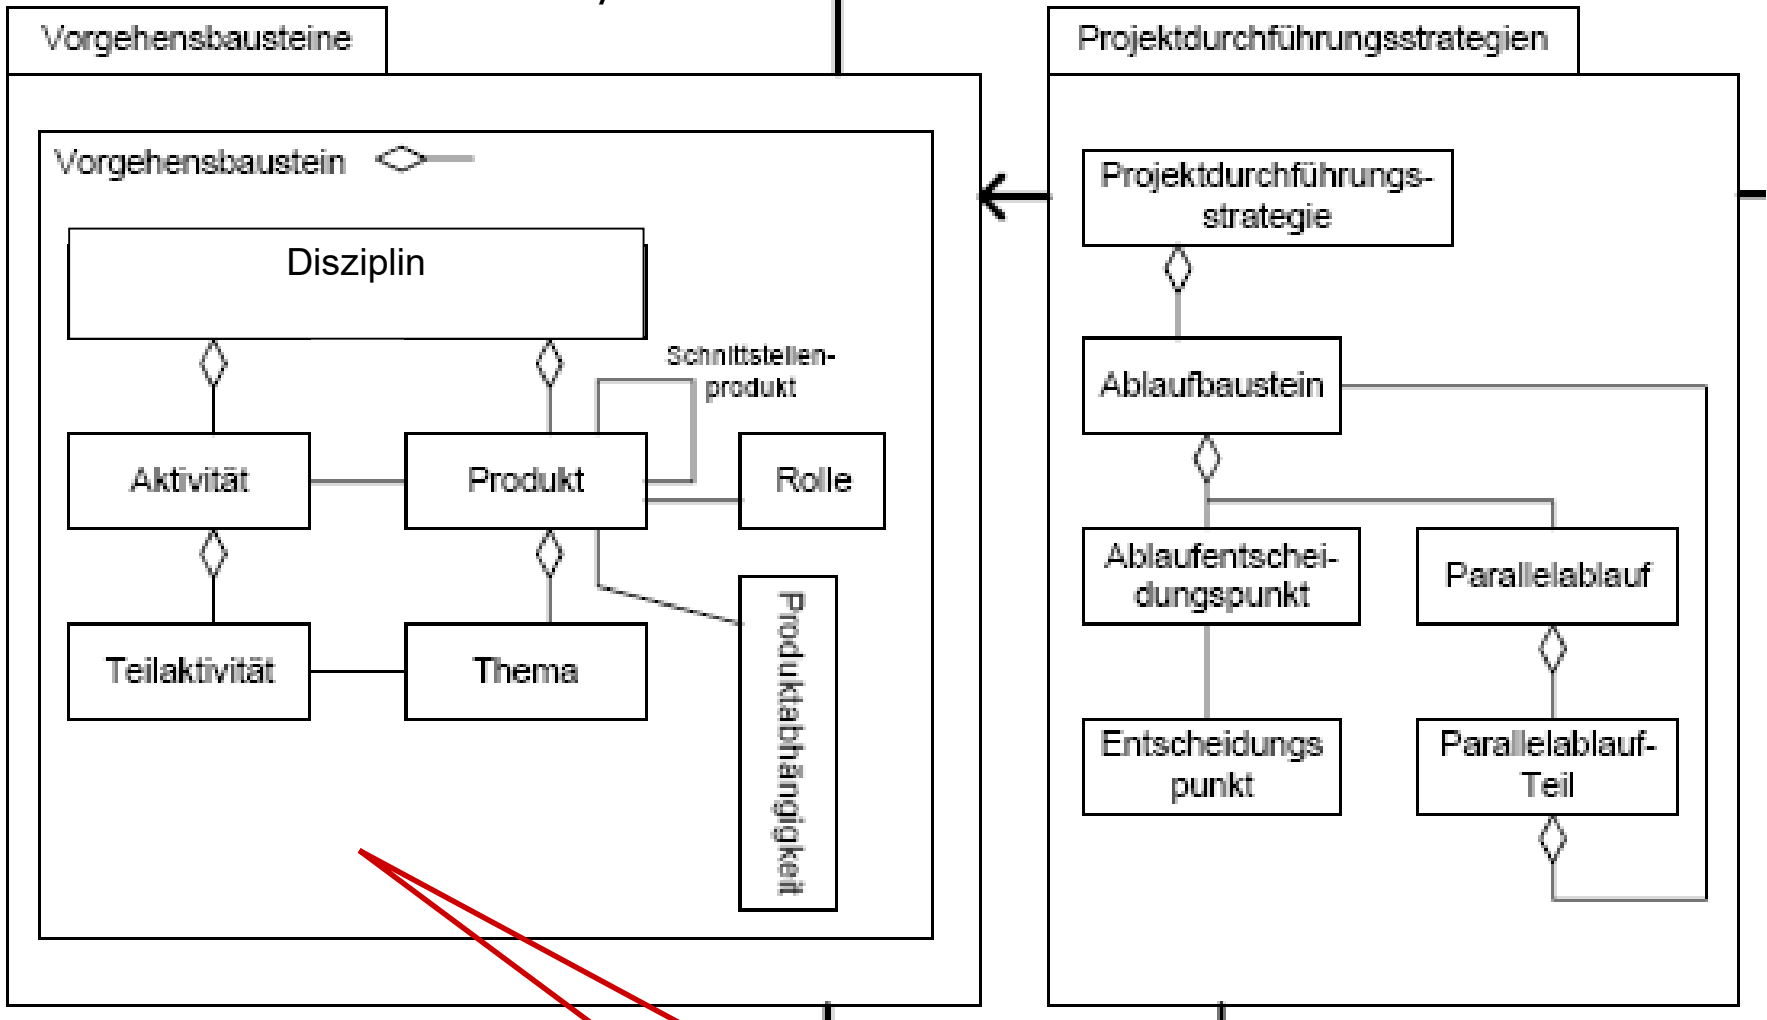 Vorgehensbausteine
Vorgehensbaustein
Disziplin
Schnittstellen-
produkt
Aktivität
Produkt
Rolle
Teilaktivität
Thema
Produktabhängigkeit
Projektdurchführungsstrategien
Projektdurchführungs-
strategie
Ablaufbaustein
Ablaufentschei-
dungspunkt
Parallelablauf
Entscheidungs
punkt
Parallelablauf-
Teil